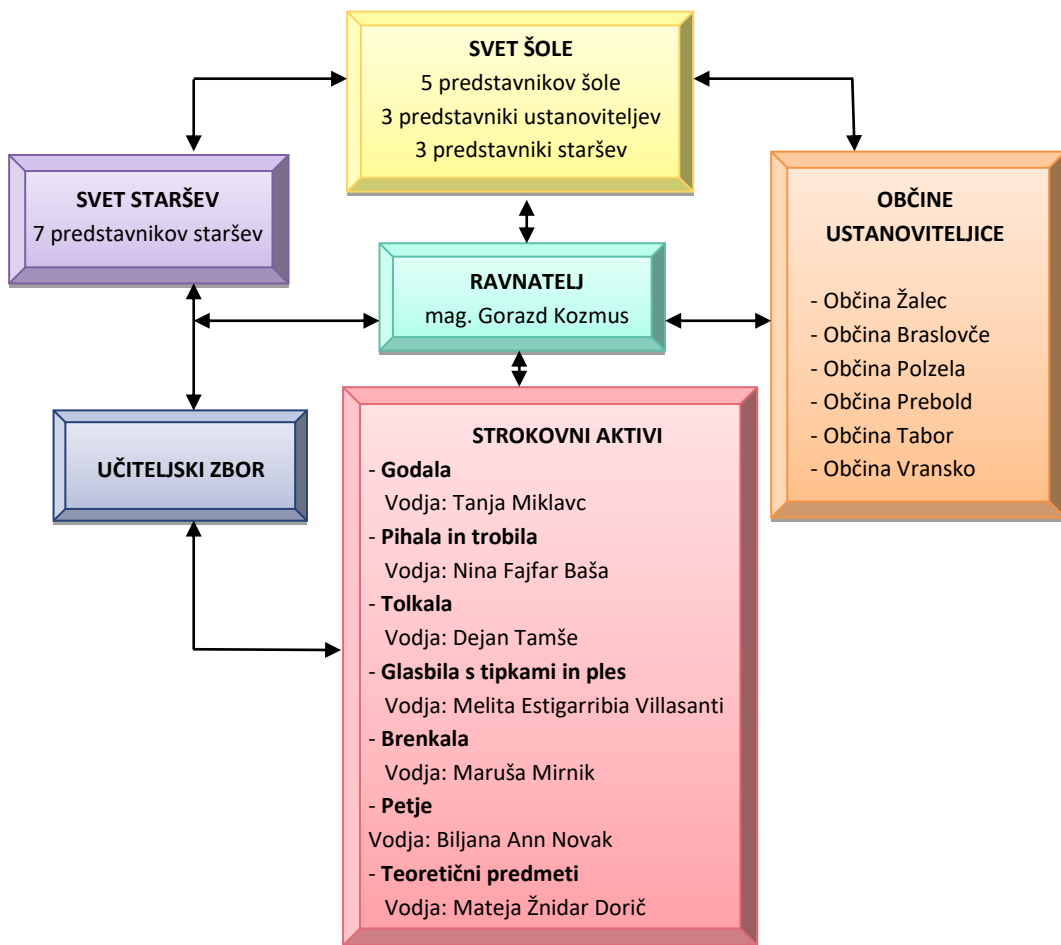 SVET ŠOLE
5 predstavnikov šole
3 predstavniki ustanoviteljev
3 predstavniki staršev
SVET STARŠEV
7 predstavnikov staršev
OBČINE
USTANOVITELJICE
- Občina Žalec
- Občina Braslovče
- Občina Polzela
- Občina Prebold
- Občina Tabor
- Občina Vransko
RAVNATELJ
mag. Gorazd Kozmus
UČITELJSKI ZBOR
STROKOVNI AKTIVI
- Godala
Vodja: Tanja Miklavc
- Pihala in trobila
Vodja: Nina Fajfar Baša
- Tolkala
Vodja: Dejan Tamše
- Glasbila s tipkami in ples
Vodja: Melita Estigarribia Villasanti
- Brenkala
Vodja: Maruša Mirnik
- Petje
Vodja: Biljana Ann Novak
- Teoretični predmeti
Vodja: Mateja Žnidar Dorič